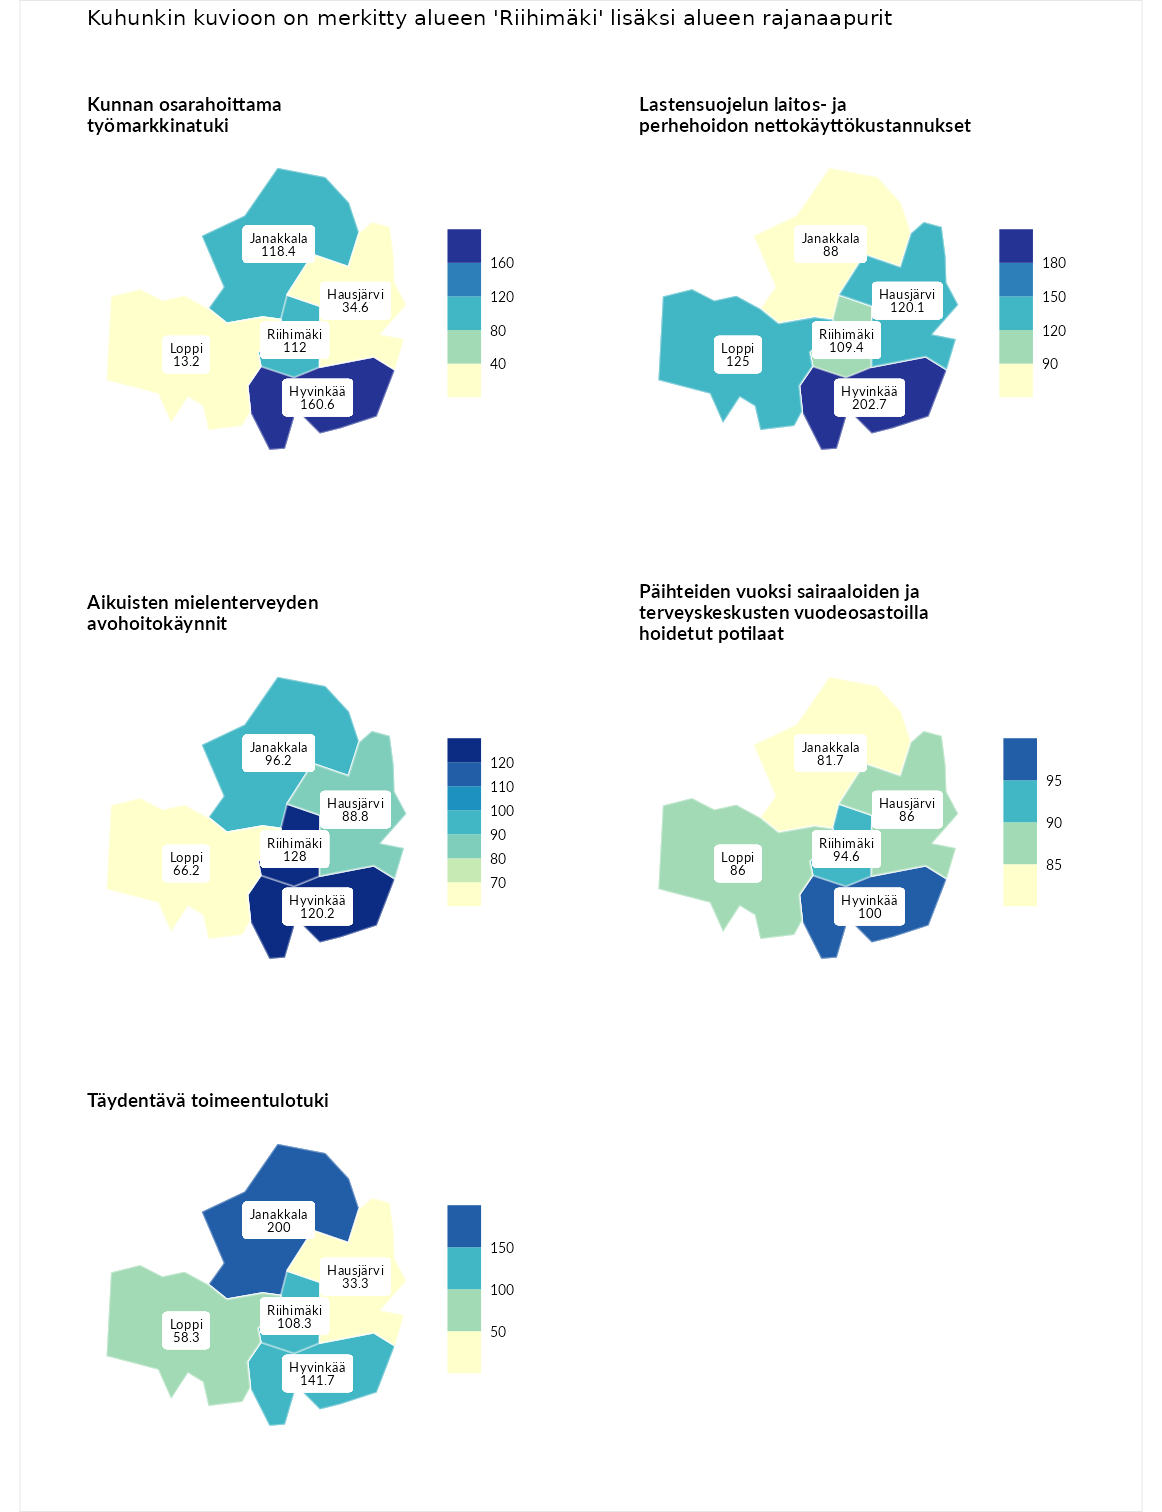 Kuhunkin kuvioon on merkitty alueen 'Riihimäki' lisäksi alueen rajanaapurit
Kunnan osarahoittama
työmarkkinatuki
Janakkala
118.4
Hausjärvi
34.6
Riihimäki
112
Loppi
13.2
Hyvinkää
160.6
160
120
80
40
Lastensuojelun laitos- ja
perhehoidon nettokäyttökustannukset
Janakkala
88
Hausjärvi
120.1
Riihimäki
109.4
Loppi
125
Hyvinkää
202.7
180
150
120
90
Aikuisten mielenterveyden
avohoitokäynnit
Janakkala
96.2
Hausjärvi
88.8
Riihimäki
128
Loppi
66.2
Hyvinkää
120.2
120
110
100
90
80
70
Päihteiden vuoksi sairaaloiden ja
terveyskeskusten vuodeosastoilla
hoidetut potilaat
Janakkala
81.7
Hausjärvi
86
Riihimäki
94.6
Loppi
86
Hyvinkää
100
95
90
85
Täydentävä toimeentulotuki
Janakkala
200
Hausjärvi
33.3
Riihimäki
108.3
Loppi
58.3
Hyvinkää
141.7
150
100
50